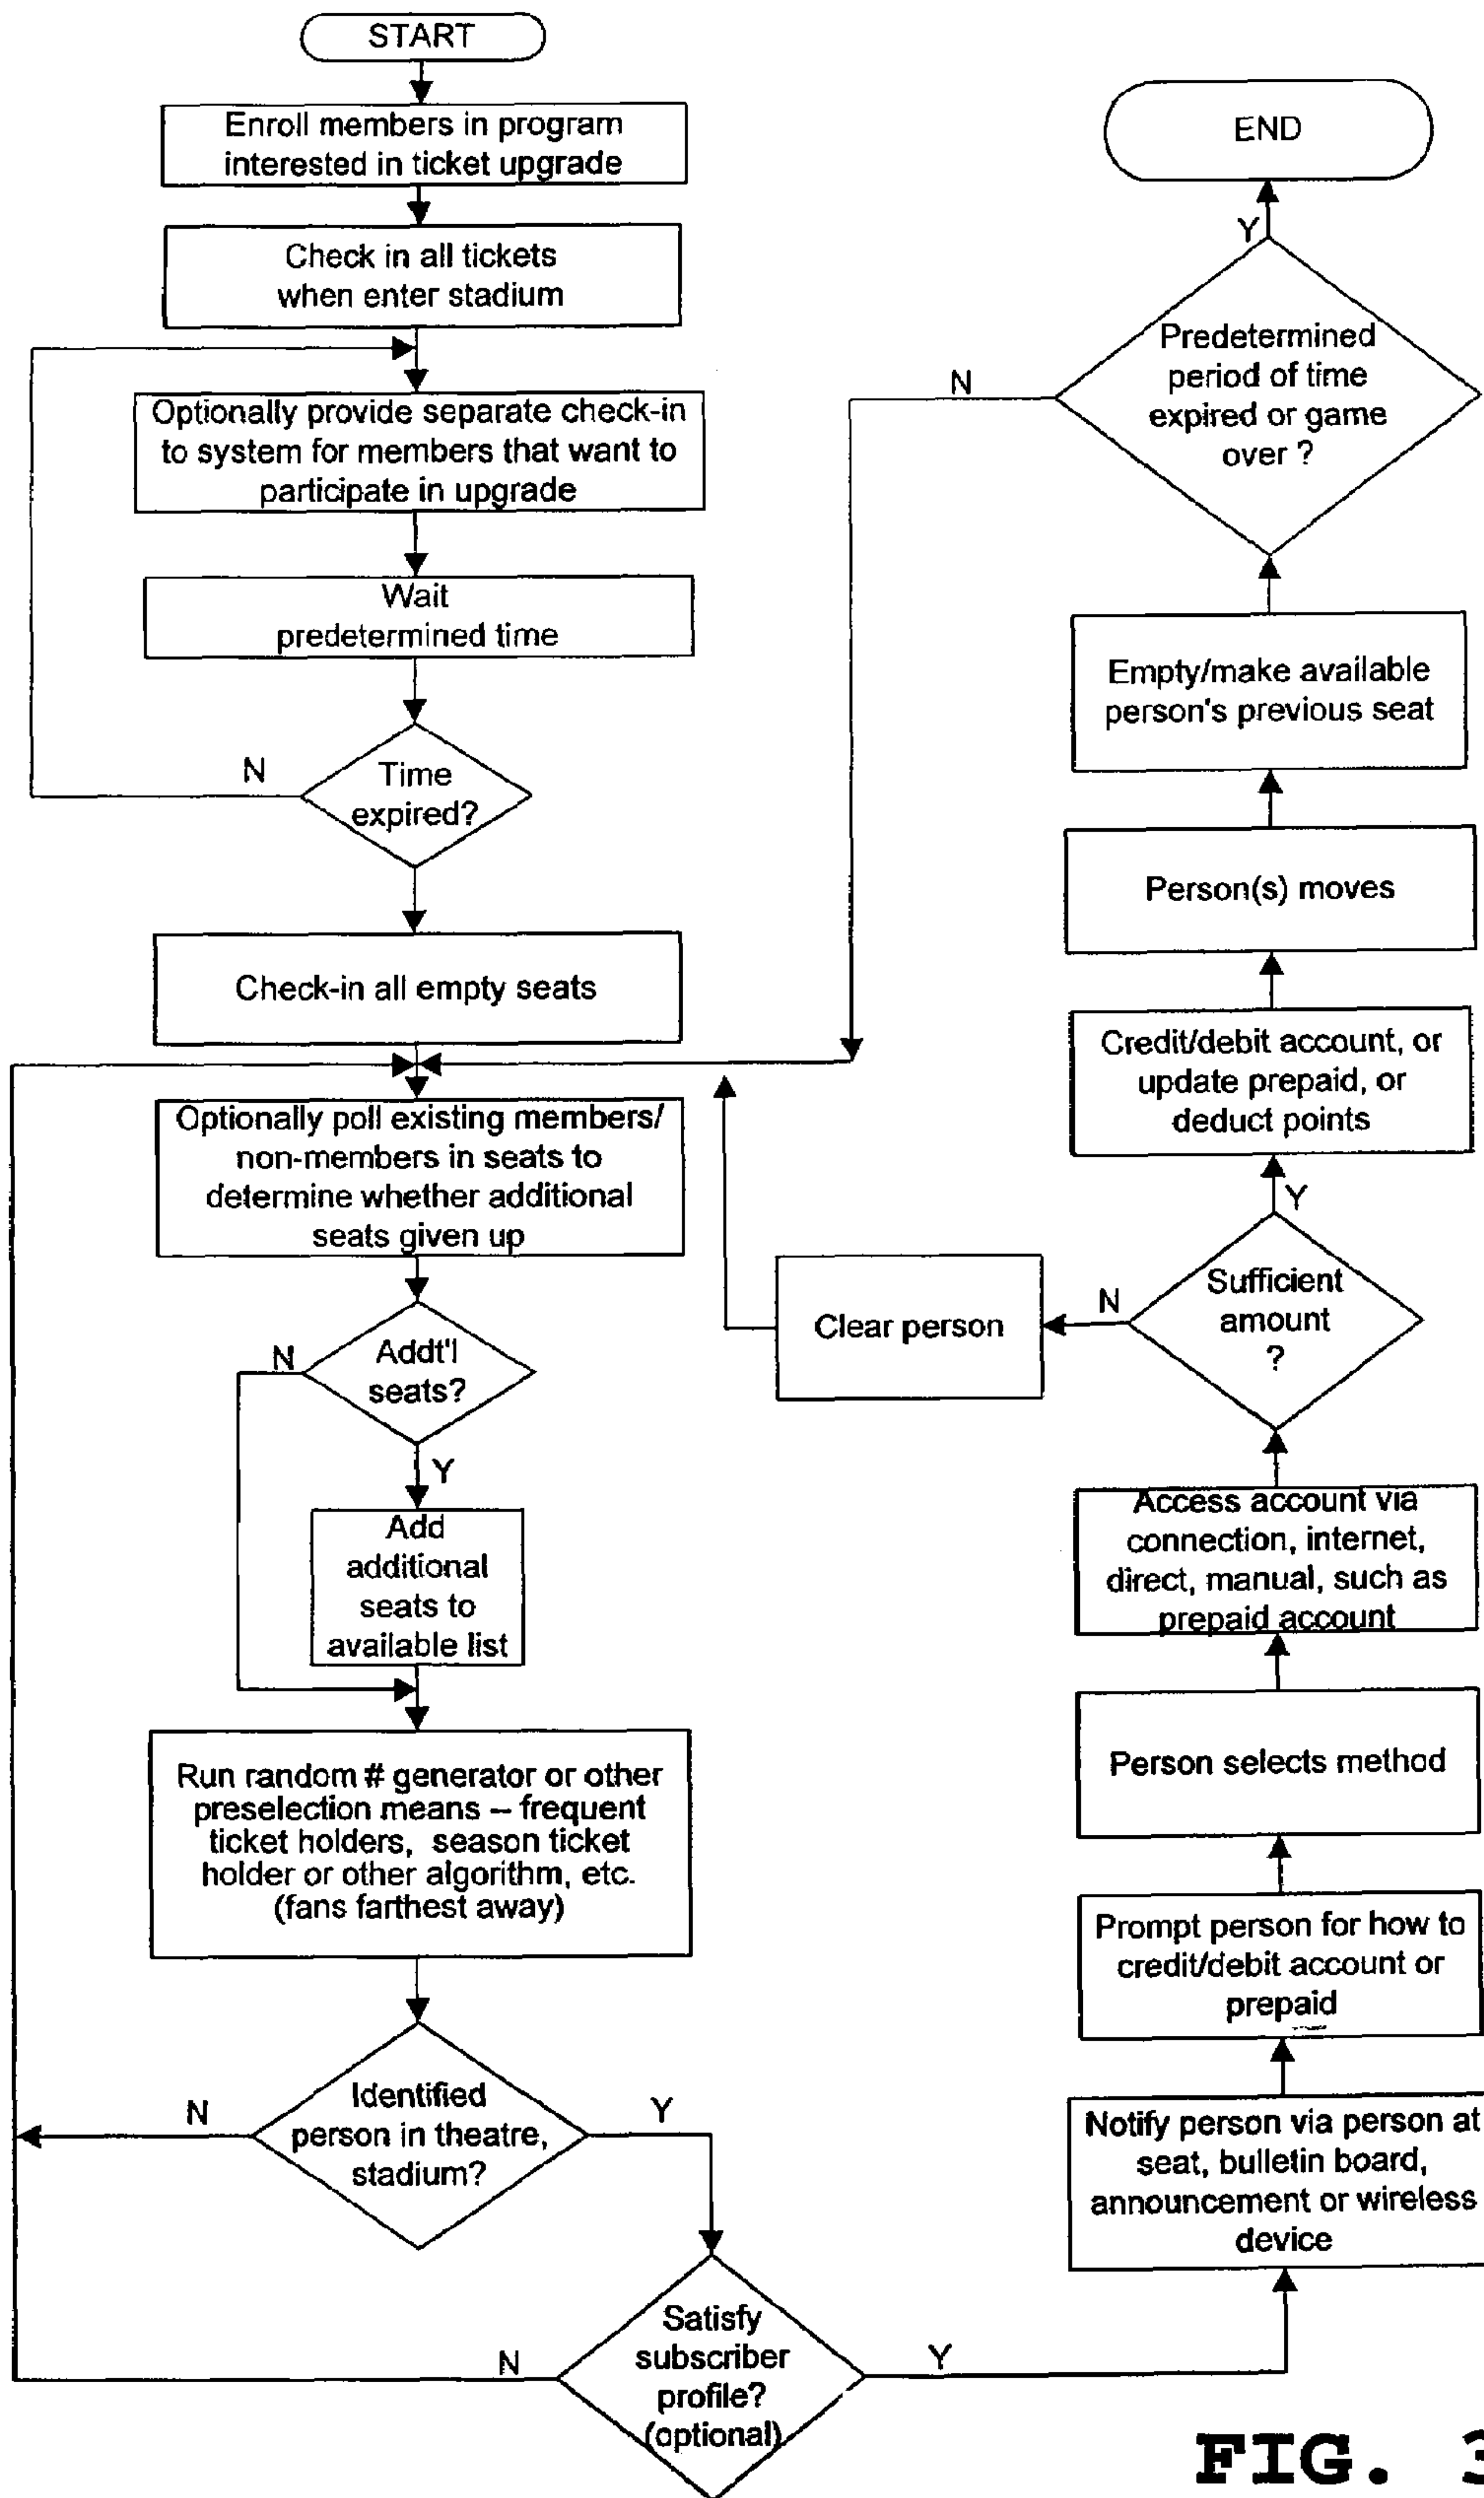 START
Enroll members in program
interested in ticket upgrade
Check in all tickets
when enter stadium
Optionally provide separate check-in
to system for members that want to
participate in upgrade
Wait
predetermined time
N
Time
expired?
Check-in all empty seats
Optionally poll existing members/
non-members in seats to
determine whether additional
seats given up
N
Addt'l
seats?
Y
Add
additional
seats to
available list
Run random # generator or other
preselection means – frequent
ticket holders, season ticket
holder or other algorithm, etc.
(fans farthest away)
N
Identified
person in theatre,
stadium?
Y
N
Satisfy
subscriber
profile?
(optional)
Y
END
Y
Predetermined
period of time
expired or game
over ?
N
Empty/make available
person's previous seat
Person(s) moves
Credit/debit account, or
update prepaid, or
deduct points
Y
Sufficient
amount
?
N
Clear person
Access account via
connection, internet,
direct, manual, such as
prepaid account
Person selects method
Prompt person for how to
credit/debit account or
prepaid
Notify person via person at
seat, bulletin board,
announcement or wireless
device
FIG. 3